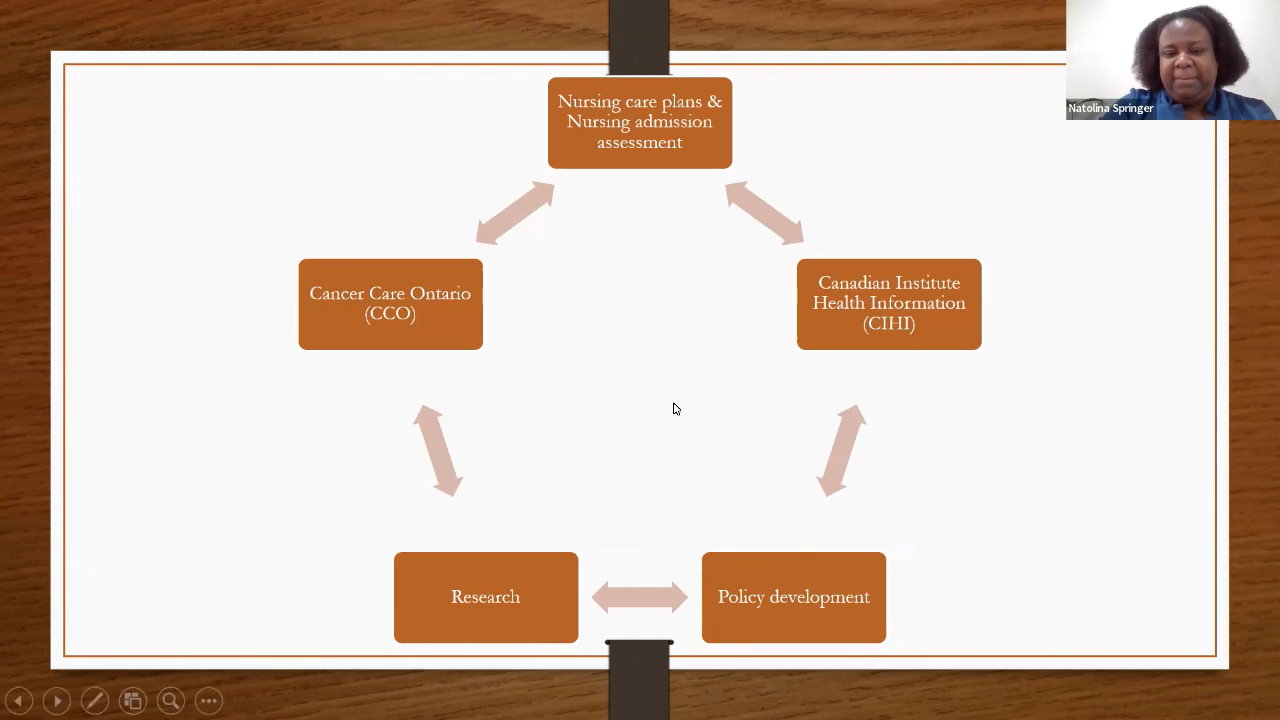 Nursing care plans &
Nursing admission
assessment
Natolina Springer
Cancer Care Ontario
(CCO)
Canadian Institute
Health Information
(CIHI)
Research
Policy development